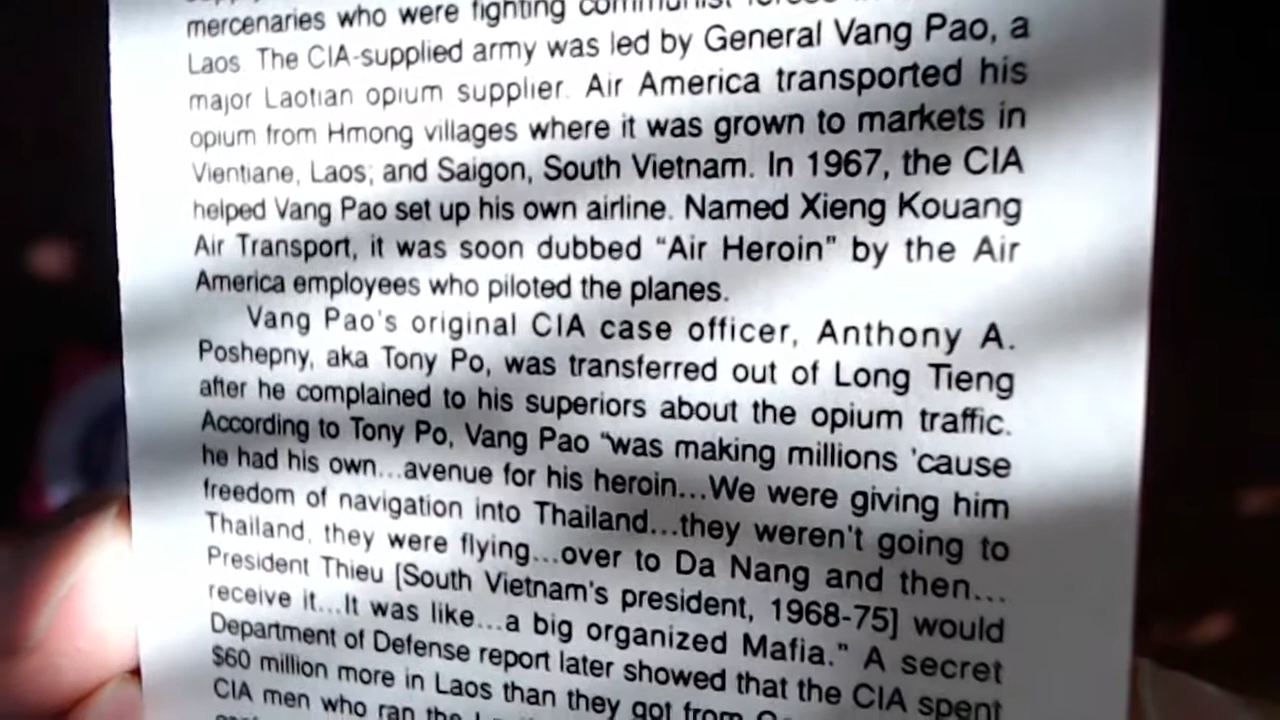 mercenaries who were fighting communist
Laos. The CIA-supplied army was led by General Vang Pao, a
major Laotian opium supplier. Air America transported his
opium from Hmong villages where it was grown to markets in
Vientiane, Laos; and Saigon, South Vietnam. In 1967, the CIA
helped Vang Pao set up his own airline. Named Xieng Kouang
Air Transport, it was soon dubbed "Air Heroin" by the Air
America employees who piloted the planes.
Vang Pao's original CIA case officer, Anthony A.
Poshepny, aka Tony Po, was transferred out of Long Tieng
after he complained to his superiors about the opium traffic.
According to Tony Po, Vang Pao "was making millions 'cause
he had his own...avenue for his heroin...We were giving him
freedom of navigation into Thailand...they weren't going to
Thailand, they were flying...over to Da Nang and then...
President Thieu [South Vietnam's president, 1968-75] would
receive it...It was like...a big organized Mafia." A secret
Department of Defense report later showed that the CIA spent
$60 million more in Laos than they got from
CIA men who ran the